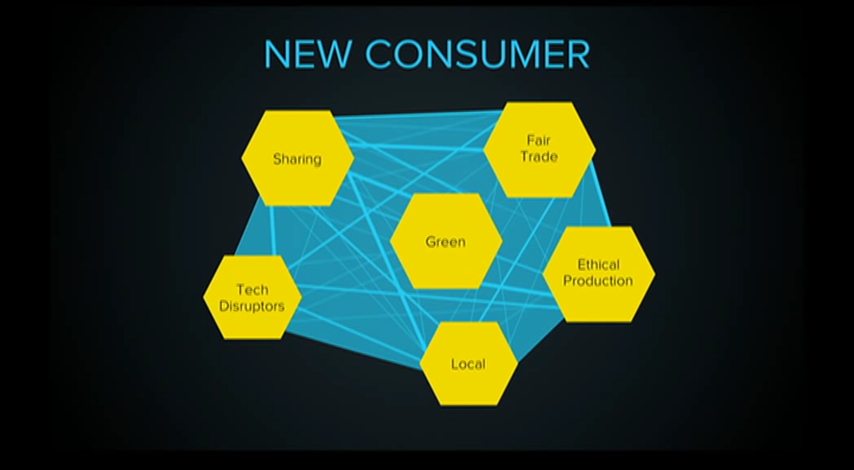 NEW CONSUMER
Sharing
Fair
Trade
Green
Ethical
Production
Tech
Disruptors
Local